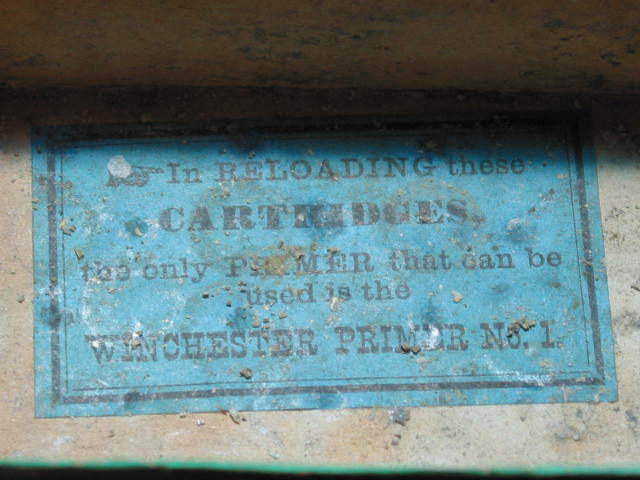 ☞ In RELOADING these
CARTRIDGES,
the only PRIMER that can be
used is the
WINCHESTER PRIMER No. 1.